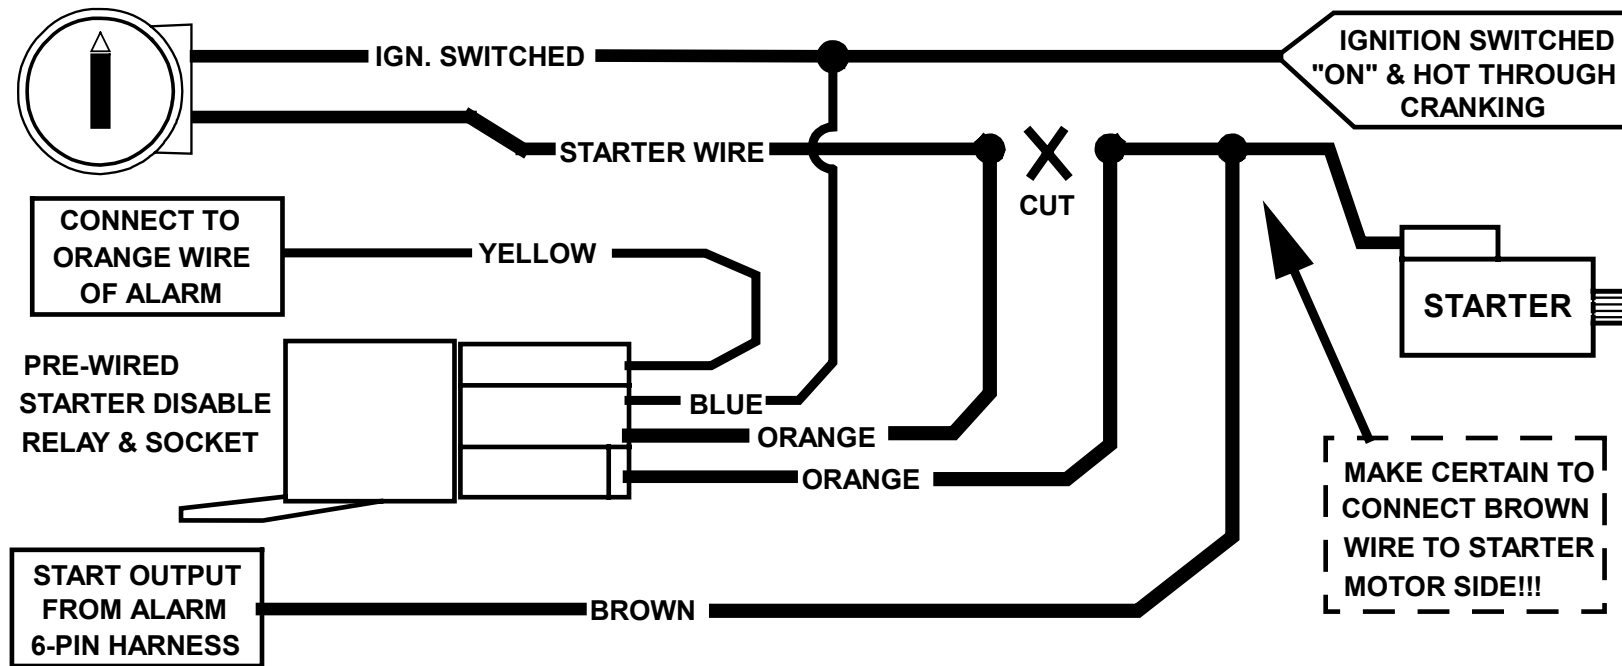 IGN. SWITCHED
IGNITION SWITCHED
"ON" & HOT THROUGH
CRANKING
STARTER WIRE
CUT
CONNECT TO
ORANGE WIRE
OF ALARM
YELLOW
STARTER
PRE-WIRED
STARTER DISABLE
RELAY & SOCKET
BLUE
ORANGE
ORANGE
MAKE CERTAIN TO
CONNECT BROWN
WIRE TO STARTER
MOTOR SIDE!!!
START OUTPUT
FROM ALARM
6-PIN HARNESS
BROWN